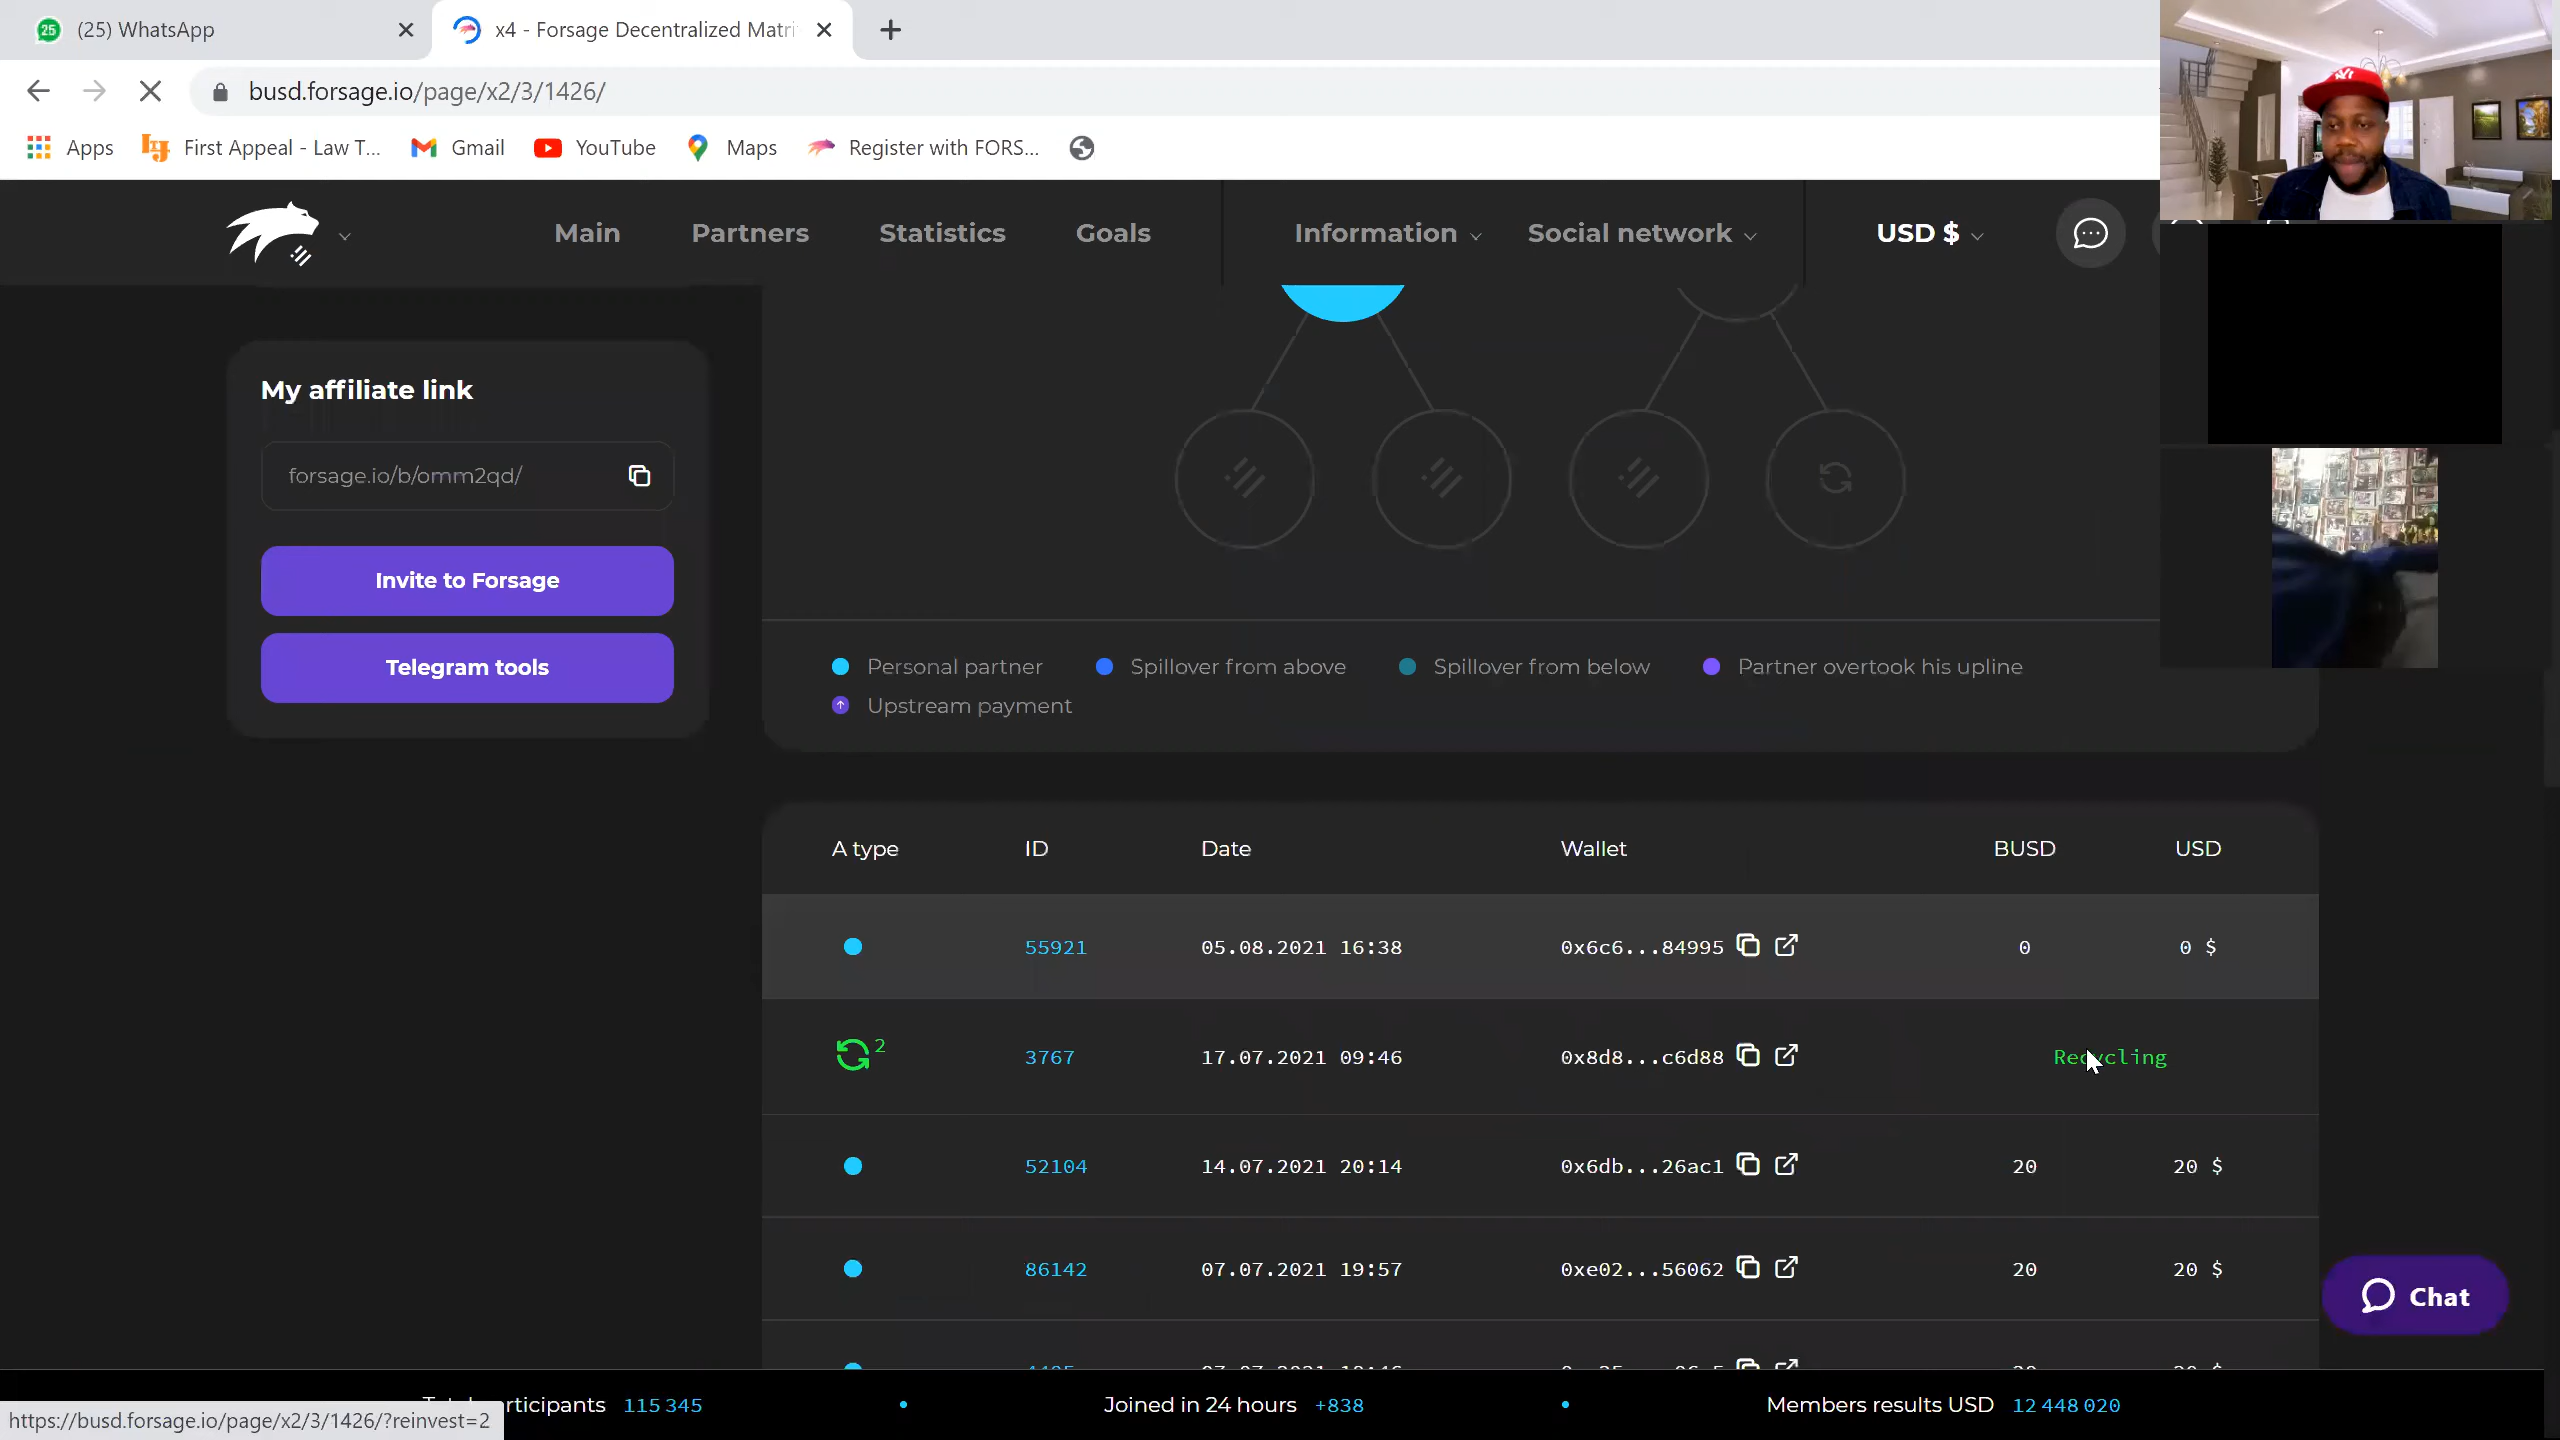 25 (25) WhatsApp
x4 - Forsage Decentralized Matri
busd.forsage.io/page/x2/3/1426/
Apps First Appeal - Law T... Gmail YouTube Maps Register with FORS...
Main Partners Statistics Goals Information Social network USD $
My affiliate link
forsage.io/b/omm2qd/
Invite to Forsage
Telegram tools
Personal partner Spillover from above Spillover from below Partner overtook his upline
Upstream payment
A type ID Date Wallet BUSD USD
55921 05.08.2021 16:38 0x6c6...84995 0 0 $
2 3767 17.07.2021 09:46 0x8d8...c6d88 Recycling
52104 14.07.2021 20:14 0x6db...26ac1 20 20 $
86142 07.07.2021 19:57 0xe02...56062 20 20 $
Chat
115 345 Joined in 24 hours +838 Members results USD 12 448 020
https://busd.forsage.io/page/x2/3/1426/?reinvest=2